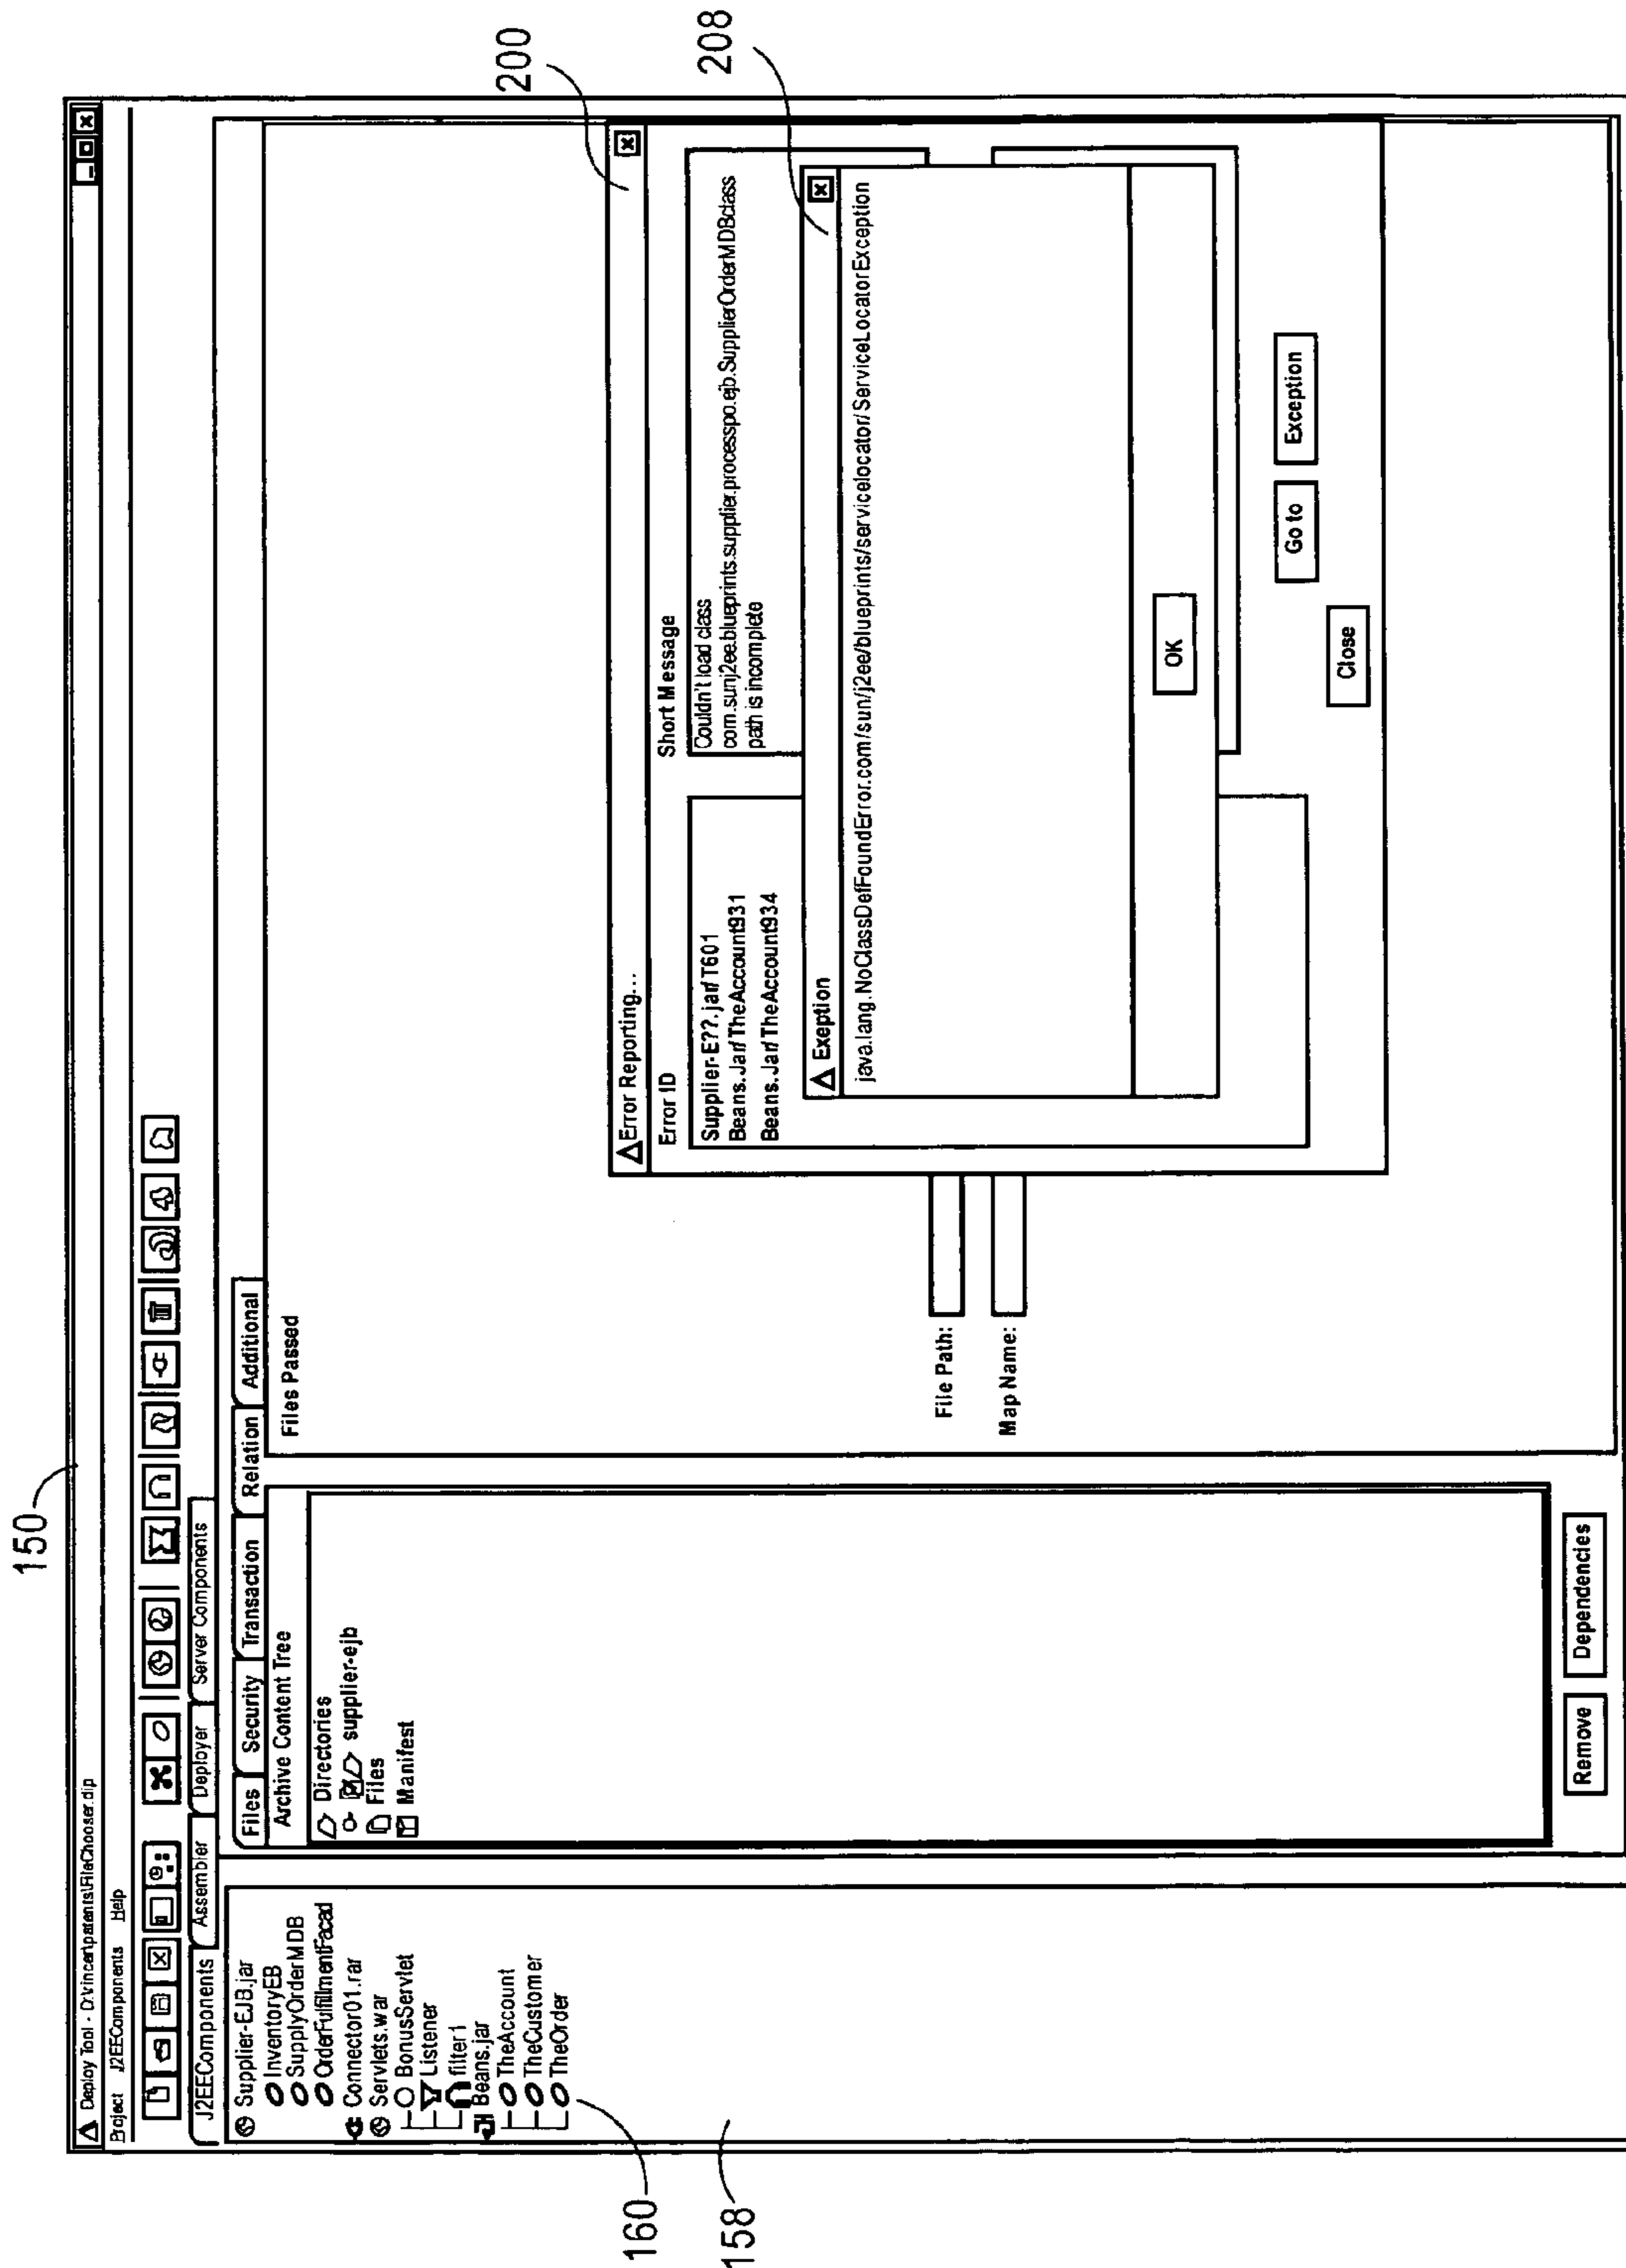 150
Deploy Tool - D:\Vincent\patents\FileChooser.dip
Project J2EEComponents Help
J2EEComponents Assembler Deployer Server Components
Supplier-EJB.jar
InventoryEB
SupplyOrderMDB
OrderFulfillmentFacad
Connector01.rar
Servlets.war
BonusServlet
Listener
filter1
Beans.jar
TheAccount
TheCustomer
TheOrder
160
158
Files Security Transaction Relation Additional
Archive Content Tree
Directories
supplier-ejb
Files
Manifest
Remove Dependencies
Files Passed
File Path:
Map Name:
200
Error Reporting...
Error ID
Supplier-E??.jar/T601
Beans.Jar/TheAccount931
Beans.Jar/TheAccount934
Short Message
Couldn't load class
com.sunj2ee.blueprints.supplier.processpo.ejb.SupplierOrderMDBclass
path is incomplete
208
Exeption
java.lang.NoClassDefFoundError.com/sun/j2ee/blueprints/servicelocator/ServiceLocatorException
OK
Go to Exception
Close